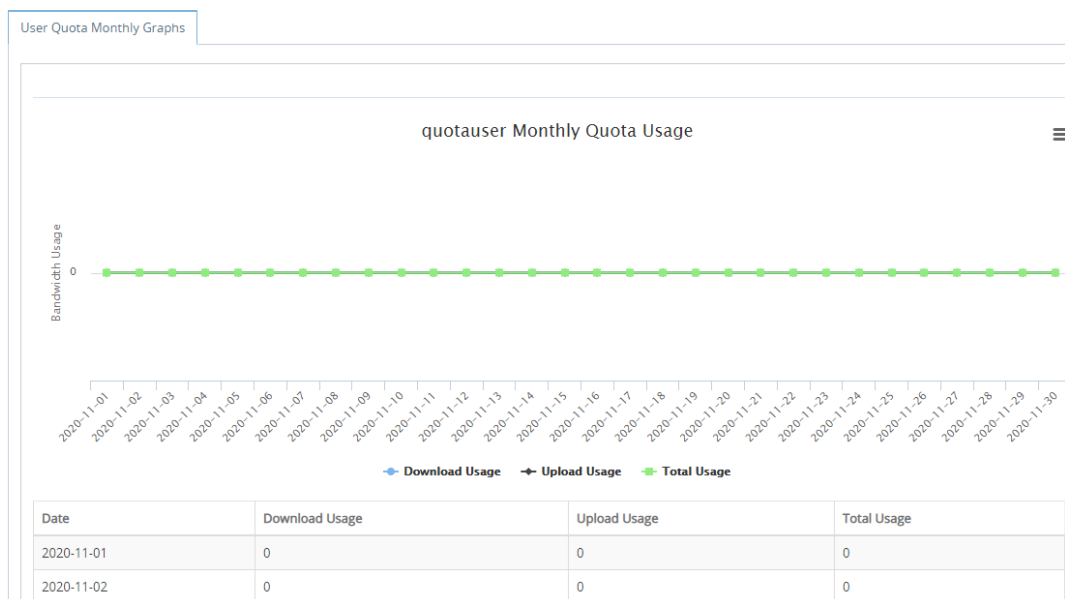 User Quota Monthly Graphs
quotauser Monthly Quota Usage
Bandwidth Usage
0
2020-11-01 2020-11-02 2020-11-03 2020-11-04 2020-11-05 2020-11-06 2020-11-07 2020-11-08 2020-11-09 2020-11-10 2020-11-11 2020-11-12 2020-11-13 2020-11-14 2020-11-15 2020-11-16 2020-11-17 2020-11-18 2020-11-19 2020-11-20 2020-11-21 2020-11-22 2020-11-23 2020-11-24 2020-11-25 2020-11-26 2020-11-27 2020-11-28 2020-11-29 2020-11-30
Download Usage Upload Usage Total Usage
Date Download Usage Upload Usage Total Usage
2020-11-01 0 0 0
2020-11-02 0 0 0